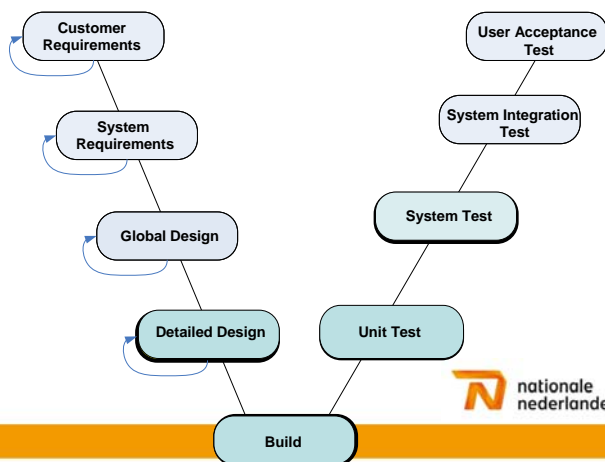 Customer
Requirements
User Acceptance
Test
System
Requirements
System Integration
Test
Global Design
System Test
Detailed Design
Unit Test
nationale
nederlande
Build